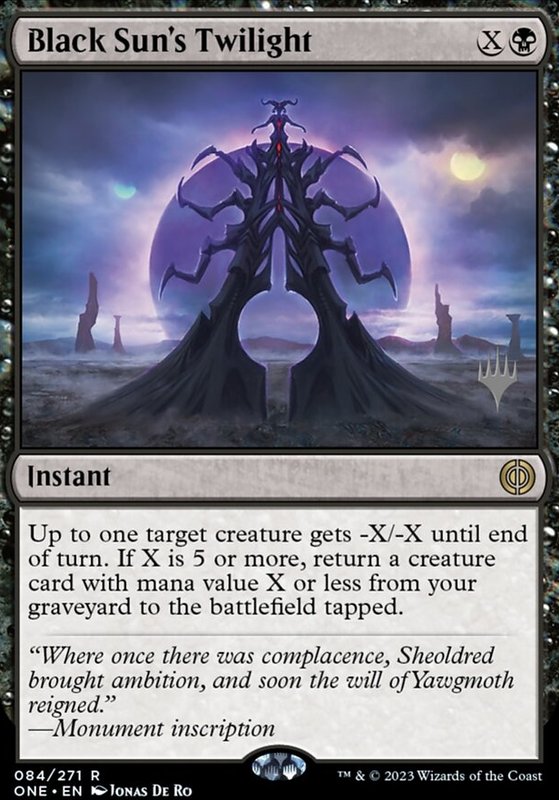 Black Sun's Twilight X
Instant
Up to one target creature gets -X/-X until end
of turn. If X is 5 or more, return a creature
card with mana value X or less from your
graveyard to the battlefield tapped.
“Where once there was complacence, Sheoldred
brought ambition, and soon the will of Yawgmoth
reigned.”
—Monument inscription
084/271 R
ONE • EN Jonas De Ro
™ & © 2023 Wizards of the Coast